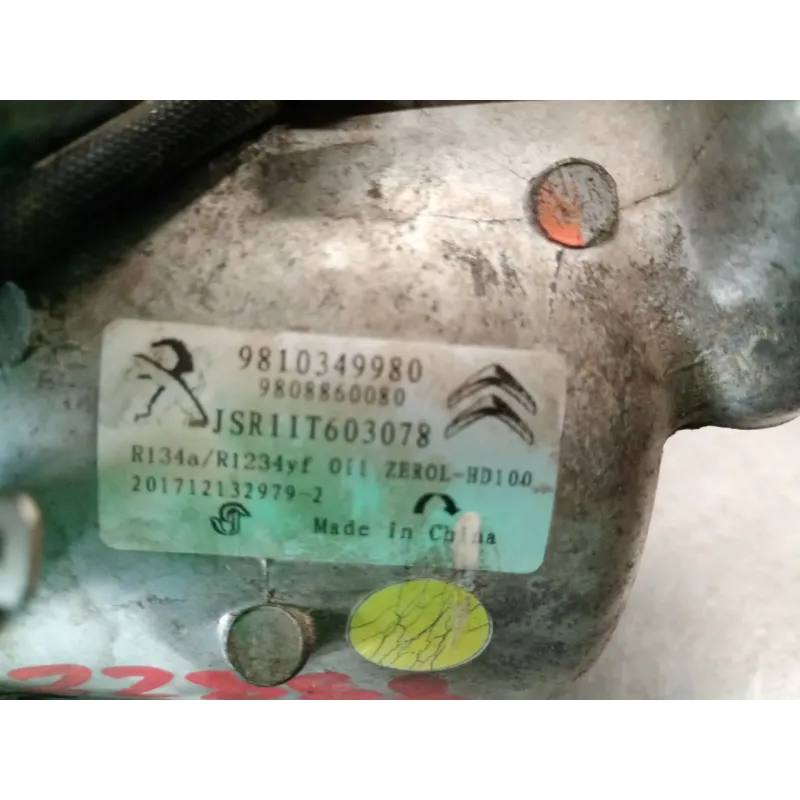 9810349980
9808860080
JSR11T603078
R134a/R1234yf Oil ZEROL-HD100
201712132979-2
Made in China